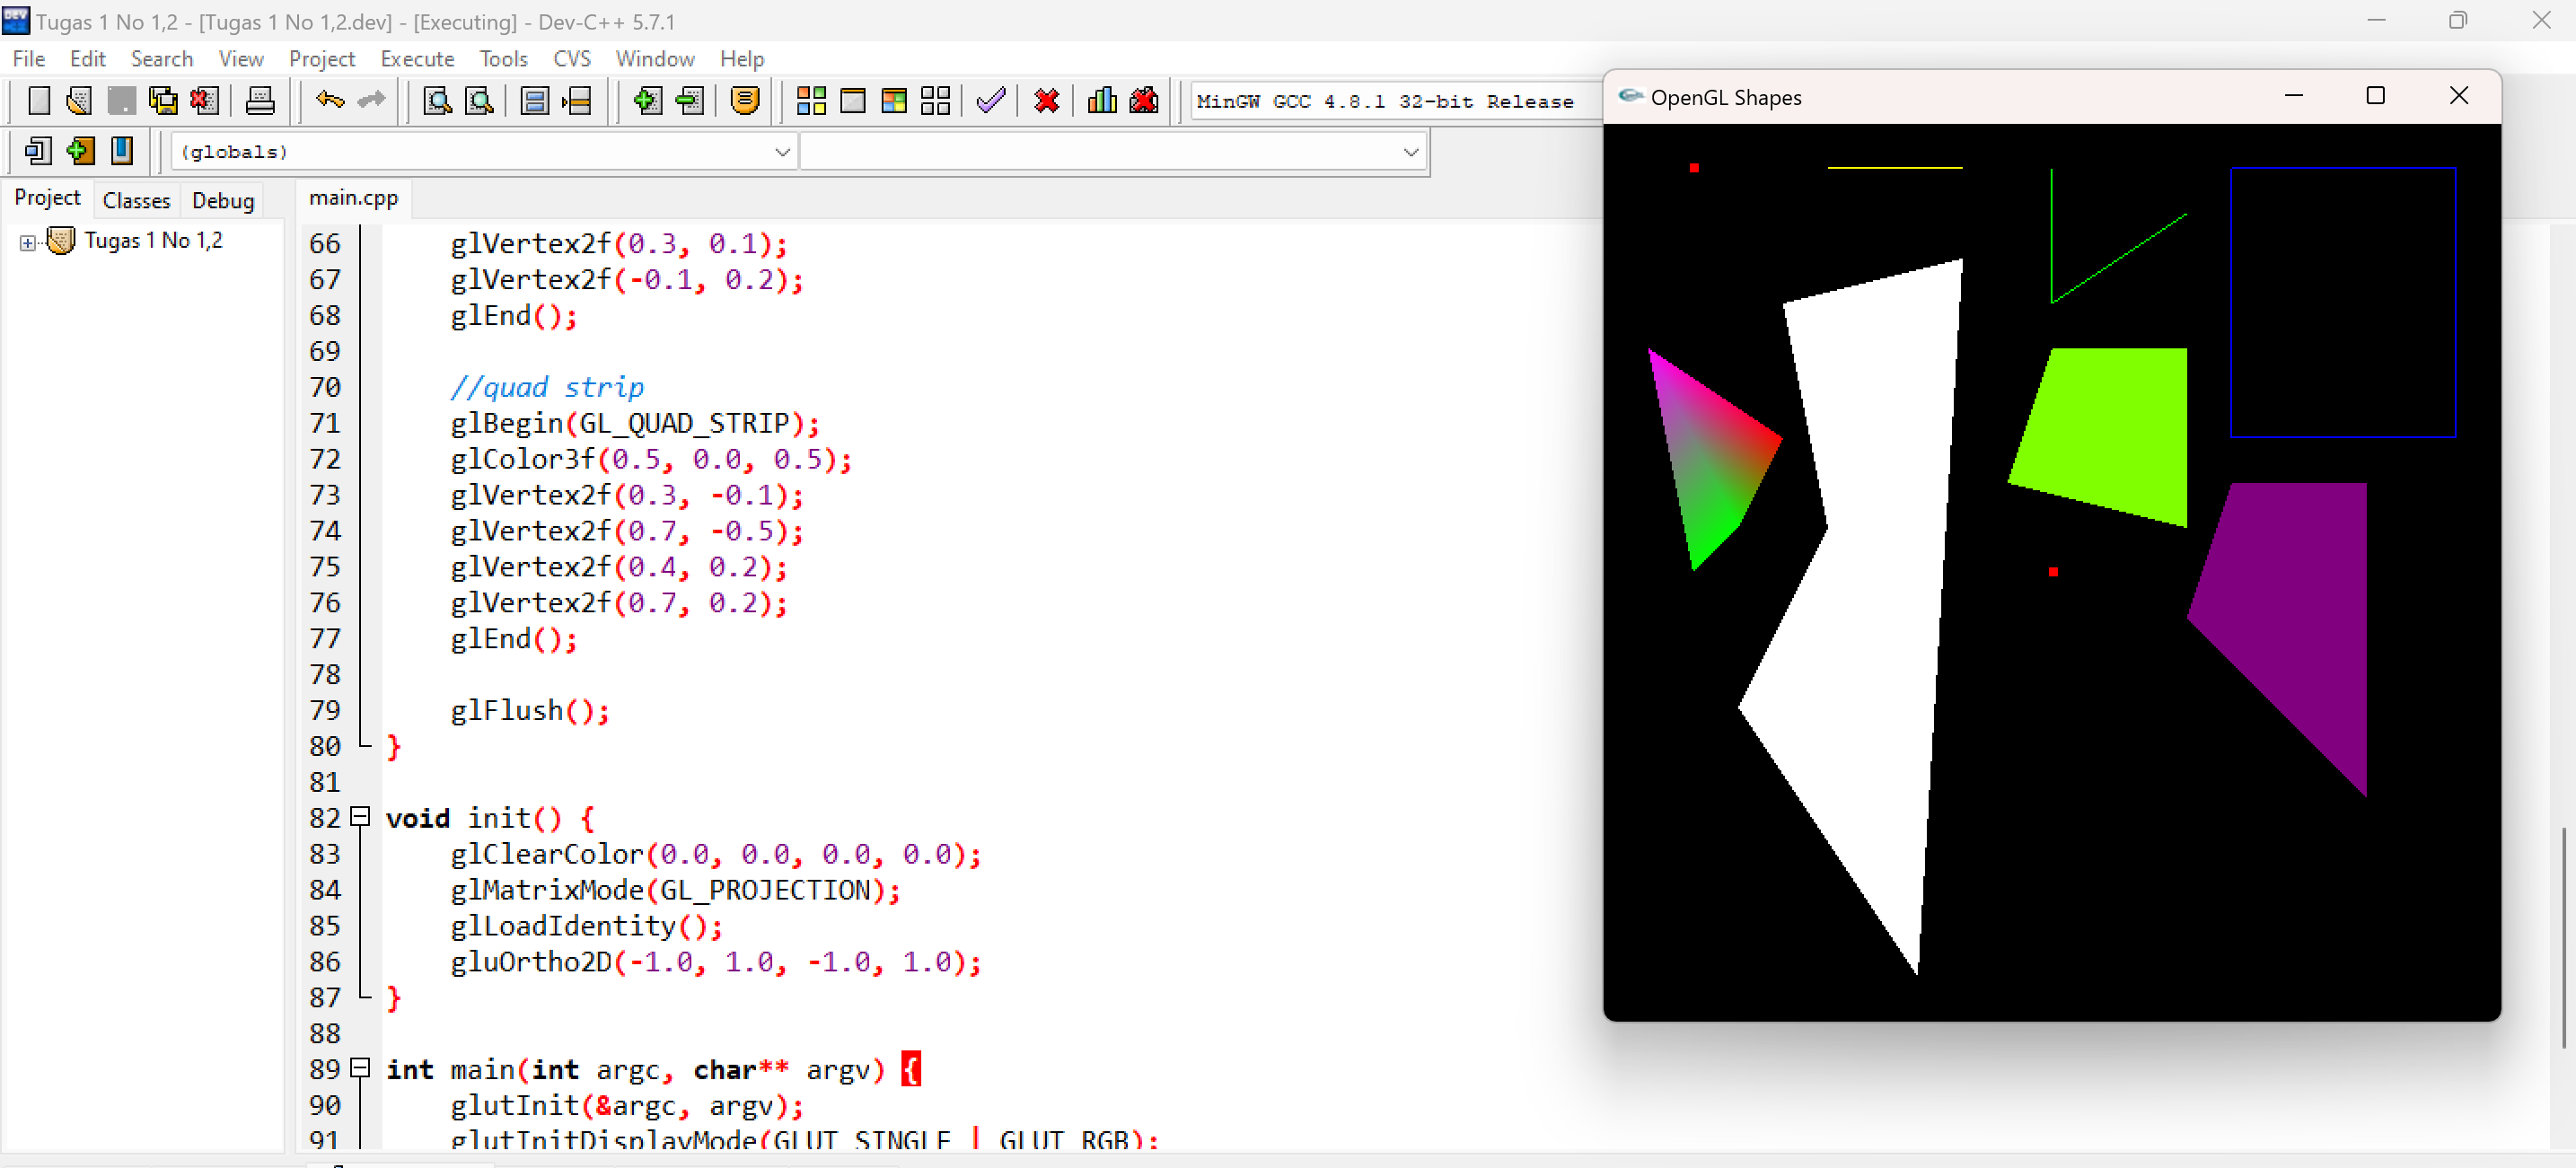 Tugas 1 No 1,2 - [Tugas 1 No 1,2.dev] - [Executing] - Dev-C++ 5.7.1
File Edit Search View Project Execute Tools CVS Window Help
MinGW GCC 4.8.1 32-bit Release
(globals)
Project Classes Debug
main.cpp
Tugas 1 No 1,2
66 glVertex2f(0.3, 0.1);
67 glVertex2f(-0.1, 0.2);
68 glEnd();
69
70 //quad strip
71 glBegin(GL_QUAD_STRIP);
72 glColor3f(0.5, 0.0, 0.5);
73 glVertex2f(0.3, -0.1);
74 glVertex2f(0.7, -0.5);
75 glVertex2f(0.4, 0.2);
76 glVertex2f(0.7, 0.2);
77 glEnd();
78
79 glFlush();
80 }
81
82 void init() {
83 glClearColor(0.0, 0.0, 0.0, 0.0);
84 glMatrixMode(GL_PROJECTION);
85 glLoadIdentity();
86 gluOrtho2D(-1.0, 1.0, -1.0, 1.0);
87 }
88
89 int main(int argc, char** argv) {
90 glutInit(&argc, argv);
91 glutInitDisplayMode(GLUT_SINGLE | GLUT_RGB);
OpenGL Shapes